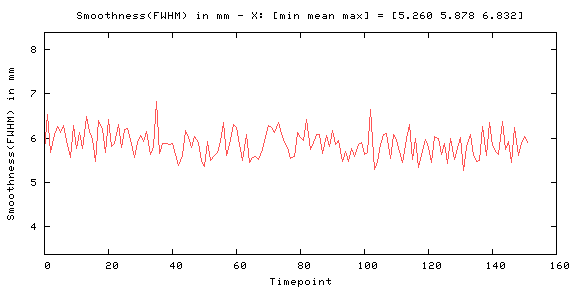 Smoothness(FWHM) in mm - X: [min mean max] = [5.260 5.878 6.832]
Smoothness(FWHM) in mm
8
7
6
5
4
0 20 40 60 80 100 120 140 160
Timepoint